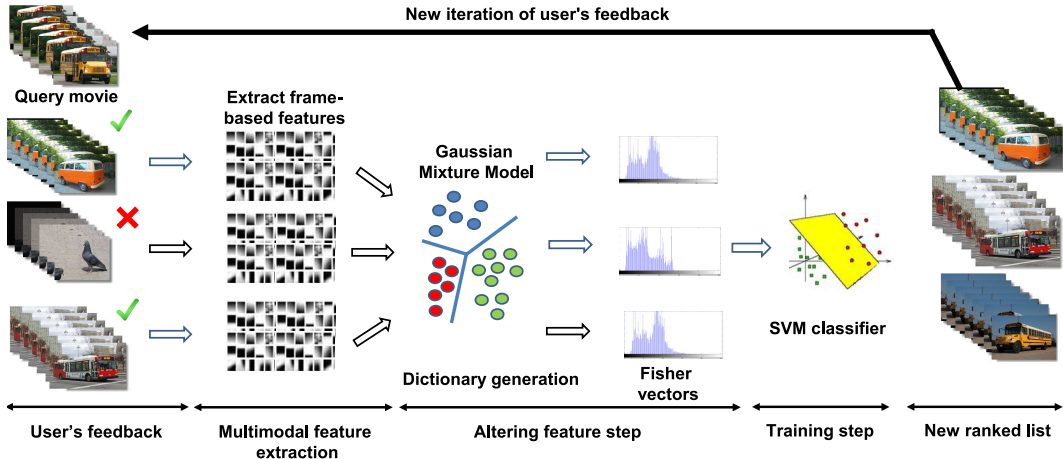 New iteration of user's feedback
Query movie
Extract frame-
based features
Gaussian
Mixture Model
SVM classifier
Dictionary generation
Fisher
vectors
User's feedback
Multimodal feature
extraction
Altering feature step
Training step
New ranked list